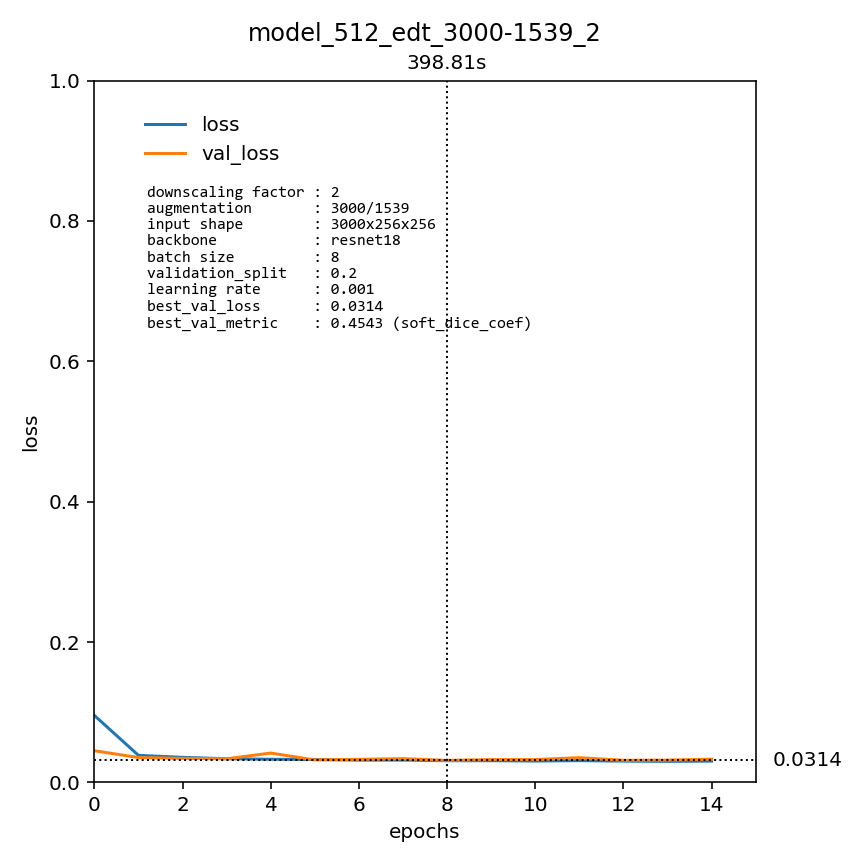 model_512_edt_3000-1539_2
398.81s
1.0
loss
val_loss
downscaling factor : 2
augmentation : 3000/1539
input shape : 3000x256x256
backbone : resnet18
batch size : 8
validation_split : 0.2
learning rate : 0.001
best_val_loss : 0.0314
best_val_metric : 0.4543 (soft_dice_coef)
0.8
0.6
loss
0.4
0.2
0.0314
0.0
0 2 4 6 8 10 12 14
epochs